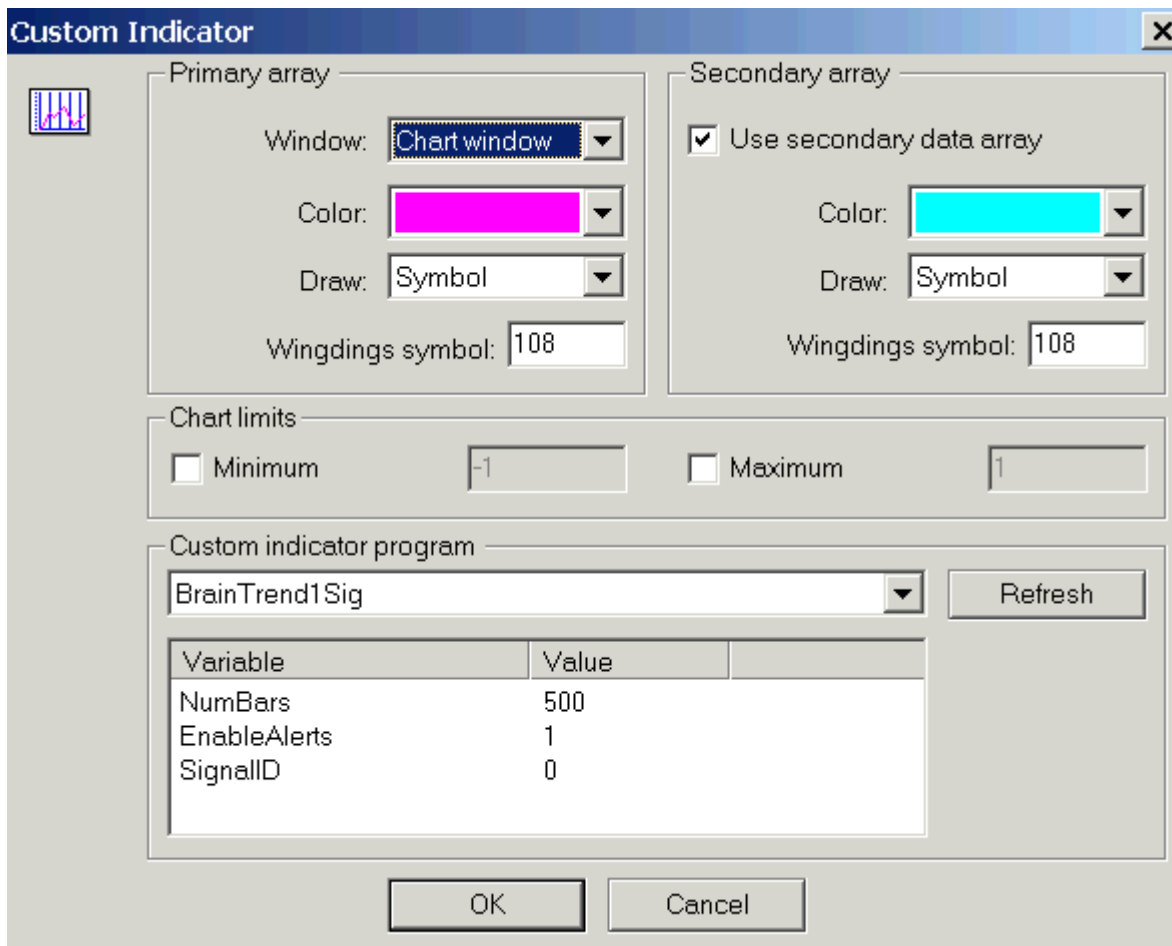 Custom Indicator
Primary array
Window: Chart window
Color:
Draw: Symbol
Wingdings symbol: 108
Secondary array
Use secondary data array
Color:
Draw: Symbol
Wingdings symbol: 108
Chart limits
Minimum -1 Maximum 1
Custom indicator program
BrainTrend1Sig Refresh
Variable Value
NumBars 500
EnableAlerts 1
SignalID 0
OK Cancel